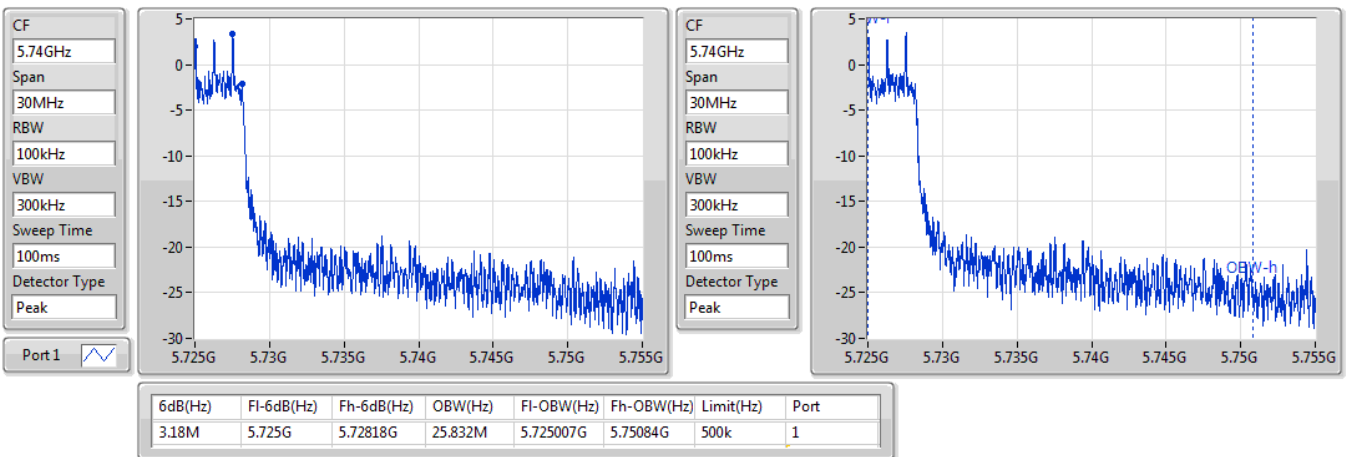 CF
5.74GHz
Span
30MHz
RBW
100kHz
VBW
300kHz
Sweep Time
100ms
Detector Type
Peak
Port 1
5
0
-5
-10
-15
-20
-25
-30
5.725G 5.73G 5.735G 5.74G 5.745G 5.75G 5.755G
CF
5.74GHz
Span
30MHz
RBW
100kHz
VBW
300kHz
Sweep Time
100ms
Detector Type
Peak
5
0
-5
-10
-15
-20
-25
-30
OBW-h
5.725G 5.73G 5.735G 5.74G 5.745G 5.75G 5.755G
6dB(Hz) Fl-6dB(Hz) Fh-6dB(Hz) OBW(Hz) Fl-OBW(Hz) Fh-OBW(Hz) Limit(Hz) Port
3.18M 5.725G 5.72818G 25.832M 5.725007G 5.75084G 500k 1